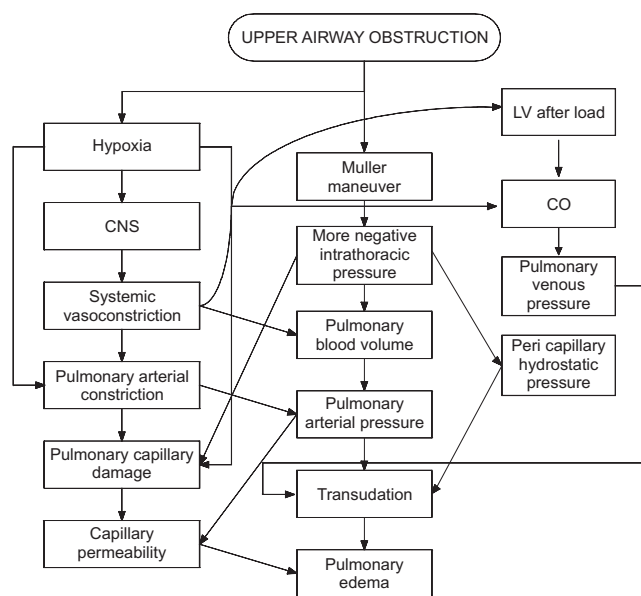 UPPER AIRWAY OBSTRUCTION
Hypoxia
CNS
Systemic
vasoconstriction
Pulmonary arterial
constriction
Pulmonary capillary
damage
Capillary
permeability
Muller
maneuver
More negative
intrathoracic
pressure
Pulmonary
blood volume
Pulmonary
arterial pressure
Transudation
Pulmonary
edema
LV after load
CO
Pulmonary
venous
pressure
Peri capillary
hydrostatic
pressure